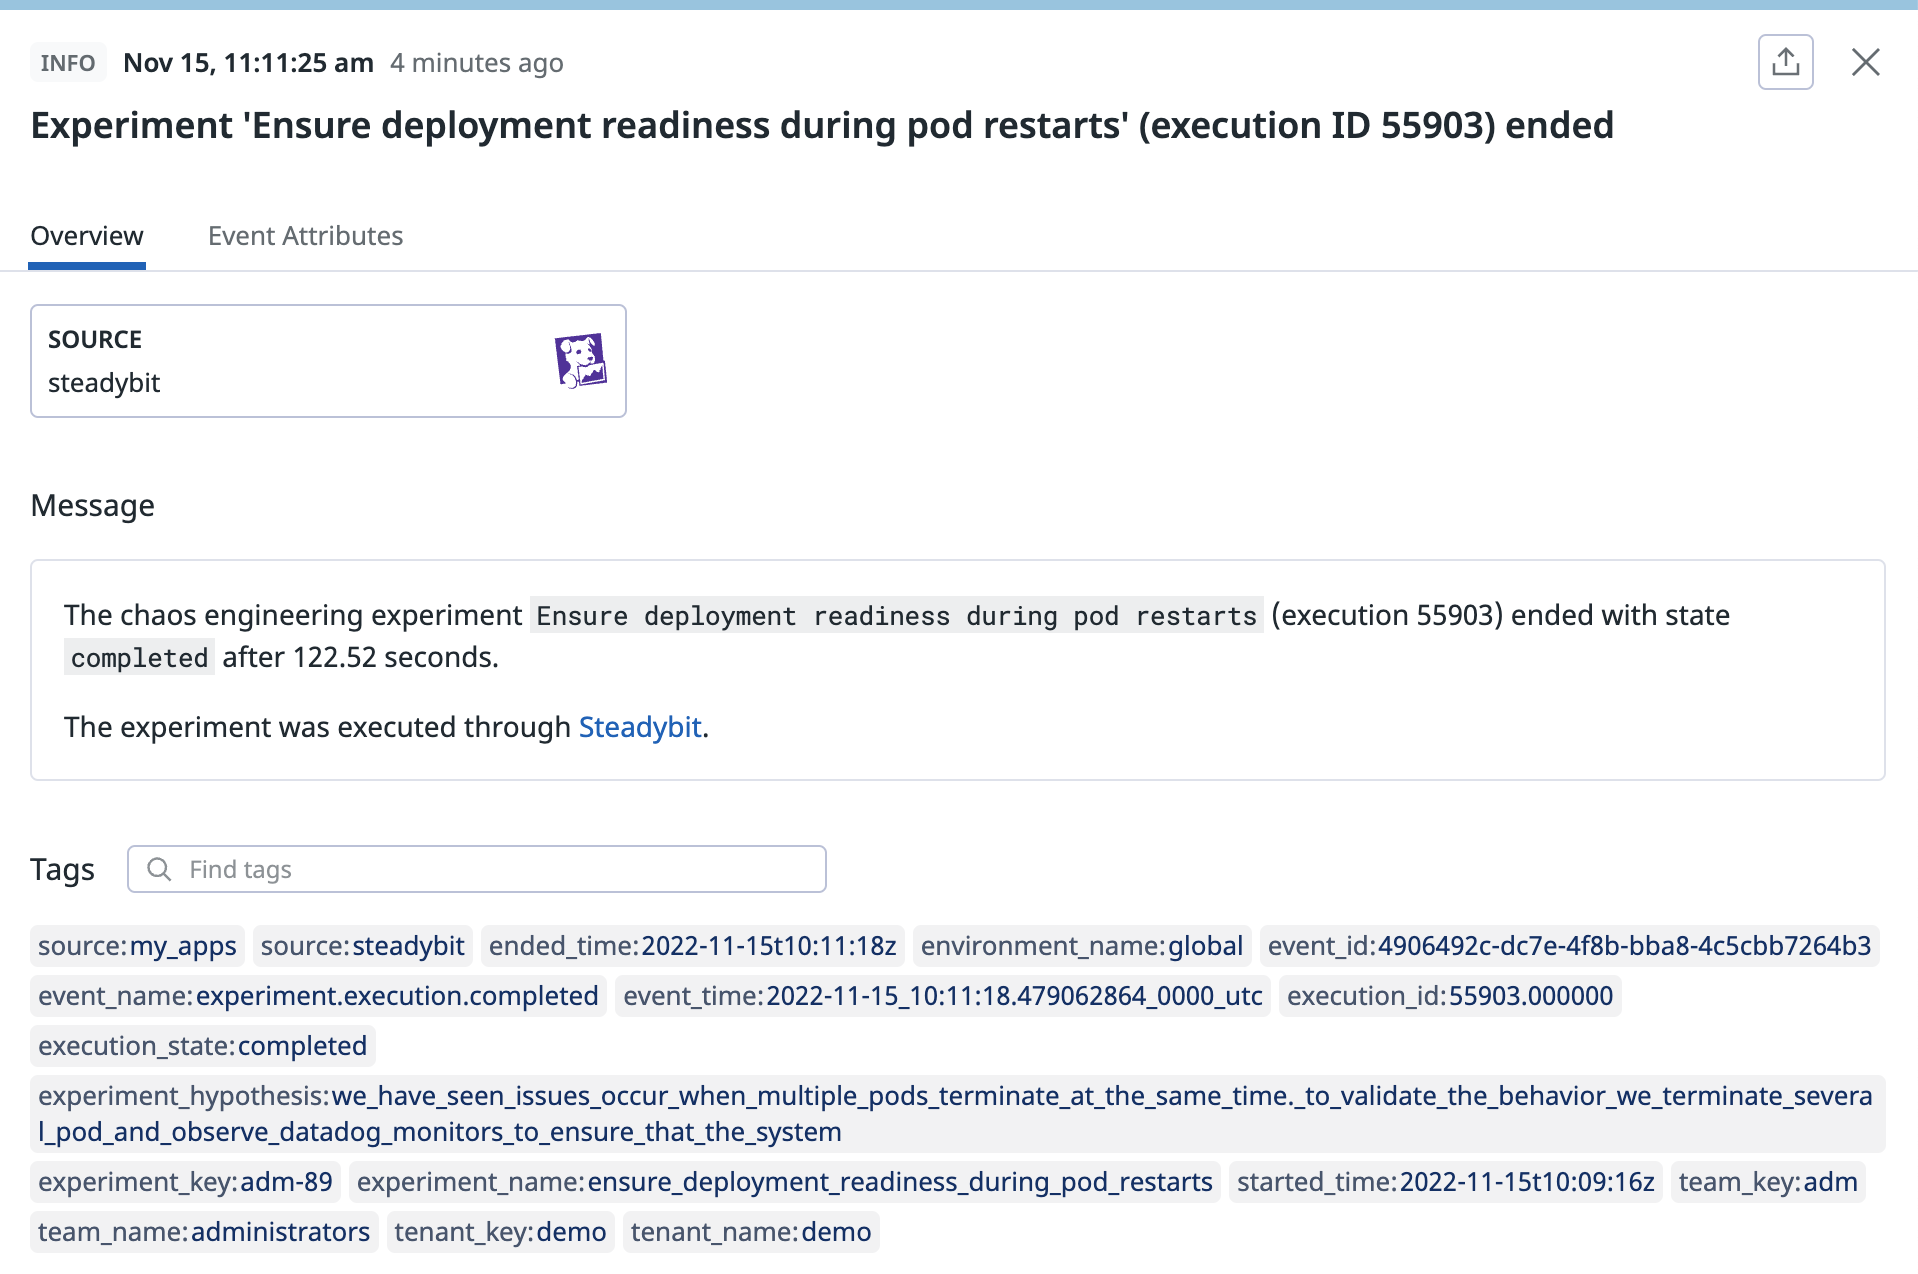 INFO Nov 15, 11:11:25 am 4 minutes ago
Experiment 'Ensure deployment readiness during pod restarts' (execution ID 55903) ended
Overview Event Attributes
SOURCE
steadybit
Message
The chaos engineering experiment Ensure deployment readiness during pod restarts (execution 55903) ended with state
completed after 122.52 seconds.
The experiment was executed through Steadybit.
Tags Find tags
source:my_apps source:steadybit ended_time:2022-11-15t10:11:18z environment_name:global event_id:4906492c-dc7e-4f8b-bba8-4c5cbb7264b3
event_name:experiment.execution.completed event_time:2022-11-15_10:11:18.479062864_0000_utc execution_id:55903.000000
execution_state:completed
experiment_hypothesis:we_have_seen_issues_occur_when_multiple_pods_terminate_at_the_same_time._to_validate_the_behavior_we_terminate_severa
l_pod_and_observe_datadog_monitors_to_ensure_that_the_system
experiment_key:adm-89 experiment_name:ensure_deployment_readiness_during_pod_restarts started_time:2022-11-15t10:09:16z team_key:adm
team_name:administrators tenant_key:demo tenant_name:demo